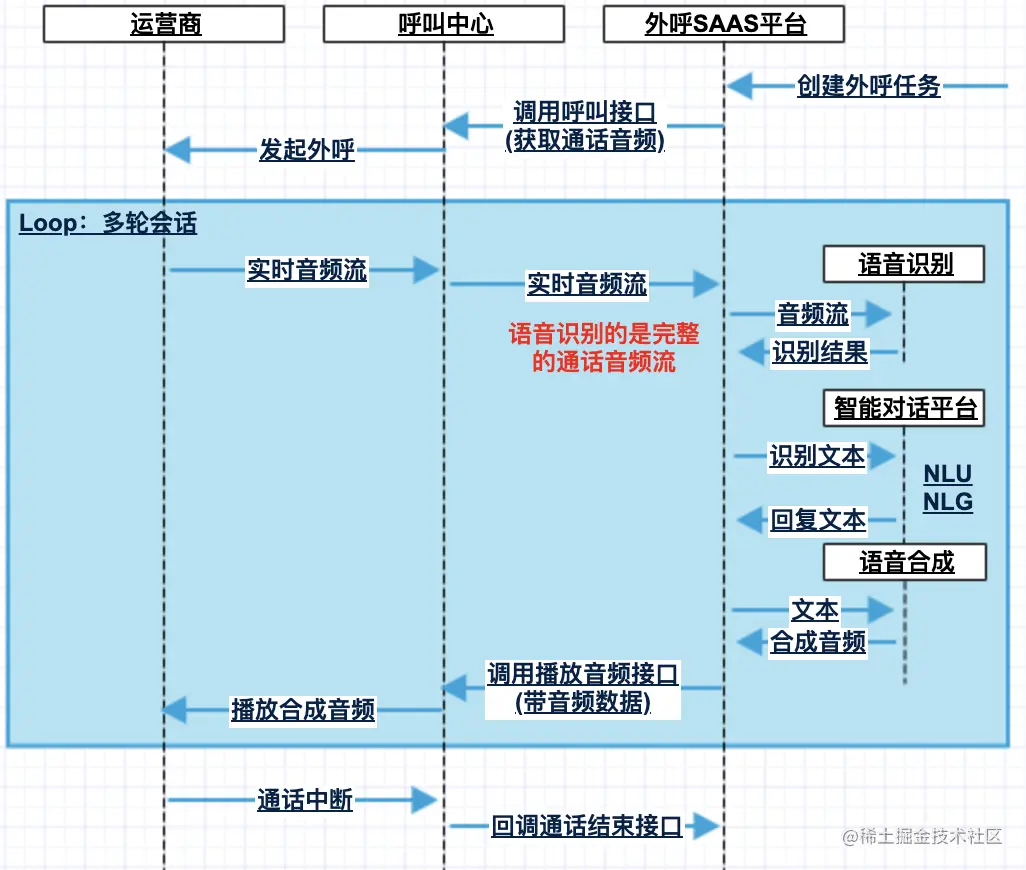 运营商
呼叫中心
外呼SAAS平台
创建外呼任务
调用呼叫接口
(获取通话音频)
发起外呼
Loop：多轮会话
实时音频流
实时音频流
语音识别的是完整
的通话音频流
语音识别
音频流
识别结果
智能对话平台
识别文本
NLU
NLG
回复文本
语音合成
文本
合成音频
调用播放音频接口
(带音频数据)
播放合成音频
通话中断
回调通话结束接口
@稀土掘金技术社区